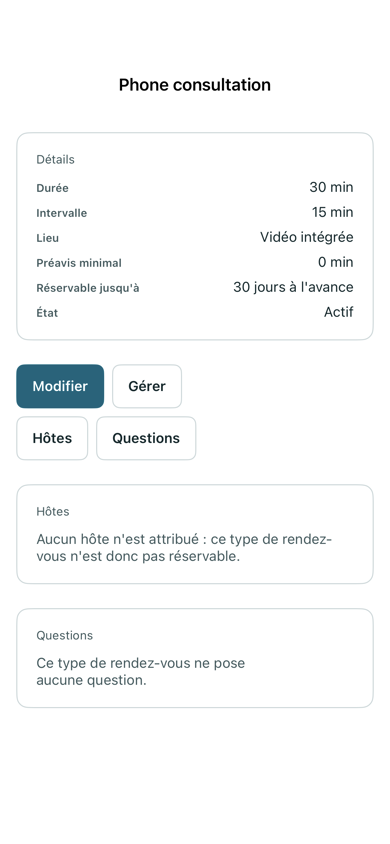 Phone consultation
Détails
Durée 30 min
Intervalle 15 min
Lieu Vidéo intégrée
Préavis minimal 0 min
Réservable jusqu'à 30 jours à l'avance
État Actif
Modifier Gérer
Hôtes Questions
Hôtes
Aucun hôte n'est attribué : ce type de rendez-
vous n'est donc pas réservable.
Questions
Ce type de rendez-vous ne pose
aucune question.